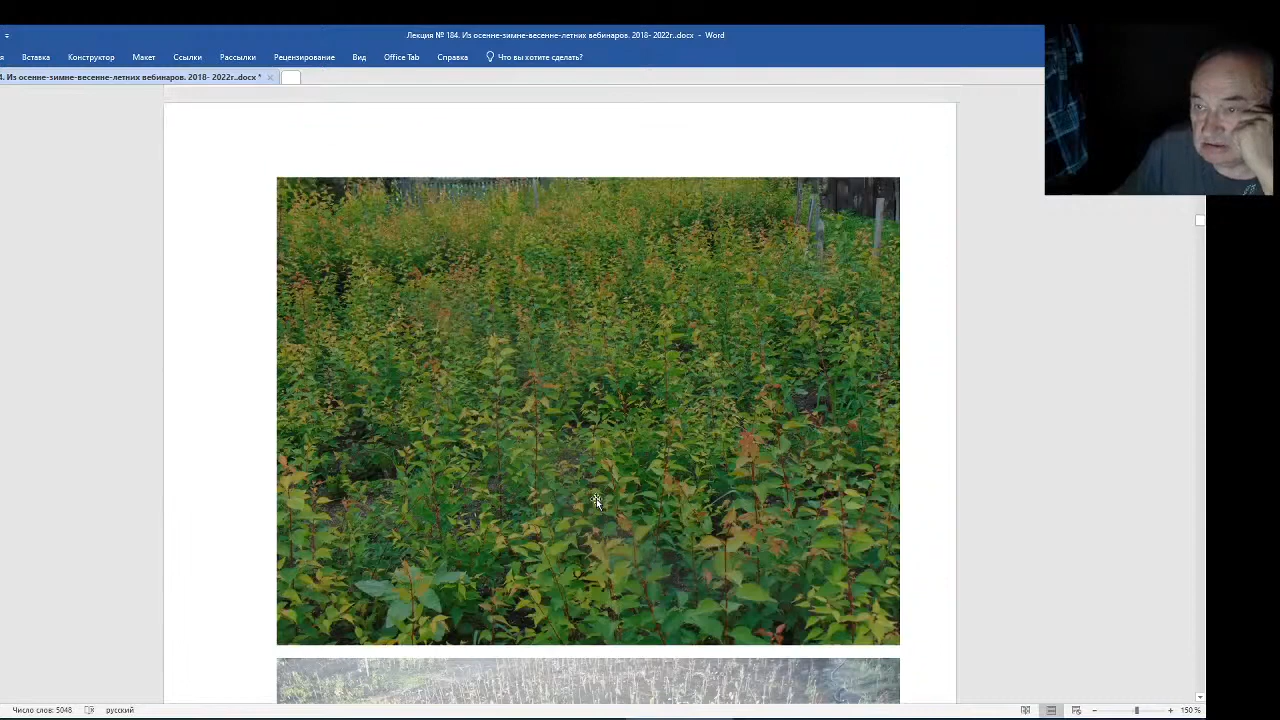 Лекция № 184. Из осенне-зимне-весенне-летних вебинаров. 2018- 2022г..docx - Word
я Вставка Конструктор Макет Ссылки Рассылки Рецензирование Вид Office Tab Справка Что вы хотите сделать?
4. Из осенне-зимне-весенне-летних вебинаров. 2018- 2022г..docx *
Число слов: 5048 русский 150 %